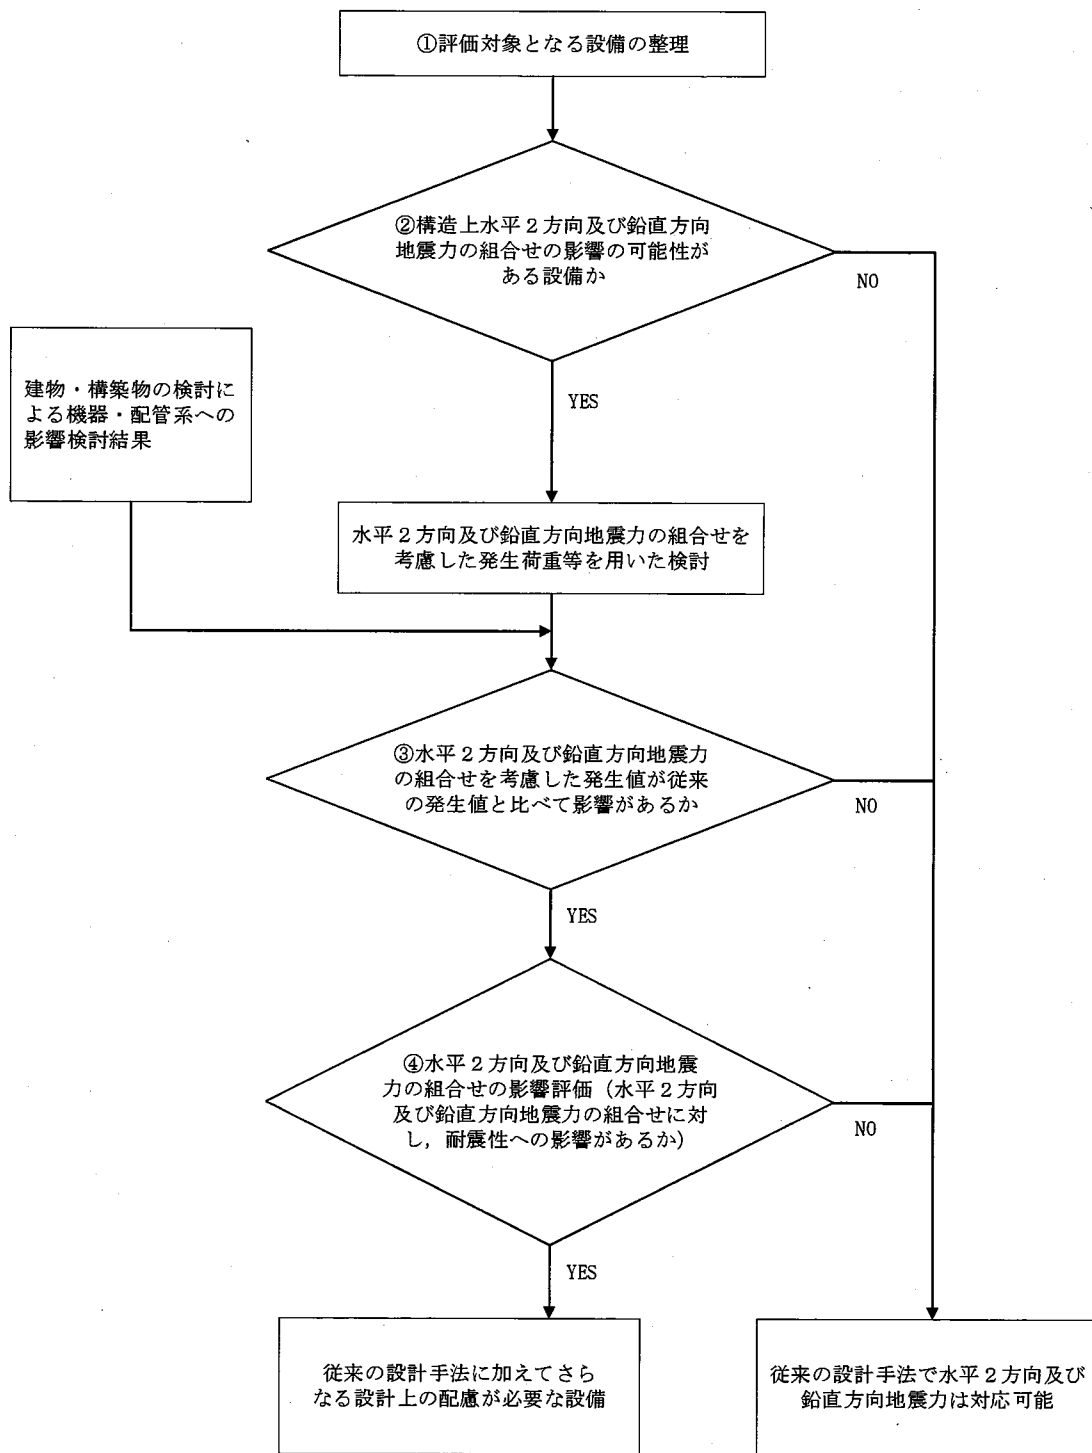 ①評価対象となる設備の整理
②構造上水平２方向及び鉛直方向
地震力の組合せの影響の可能性が
ある設備か
NO
YES
建物・構築物の検討に
よる機器・配管系への
影響検討結果
水平２方向及び鉛直方向地震力の組合せを
考慮した発生荷重等を用いた検討
③水平２方向及び鉛直方向地震力
の組合せを考慮した発生値が従来
の発生値と比べて影響があるか
NO
YES
④水平２方向及び鉛直方向地震
力の組合せの影響評価（水平２方向
及び鉛直方向地震力の組合せに対
し，耐震性への影響があるか）
NO
YES
従来の設計手法に加えてさら
なる設計上の配慮が必要な設備
従来の設計手法で水平２方向及び
鉛直方向地震力は対応可能